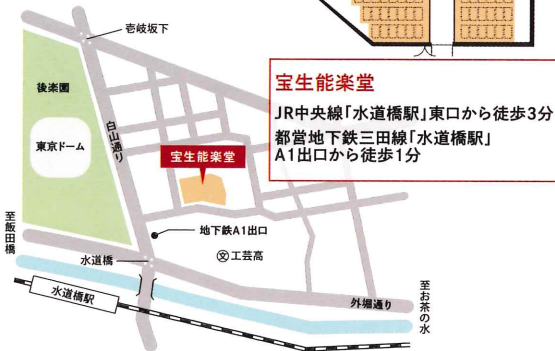 壱岐坂下
後楽園
東京ドーム
白山通り
宝生能楽堂
地下鉄A1出口
㊛工芸高
水道橋
至飯田橋
水道橋駅
外堀通り
至お茶の水
宝生能楽堂
JR中央線「水道橋駅」東口から徒歩3分
都営地下鉄三田線「水道橋駅」
A1出口から徒歩1分